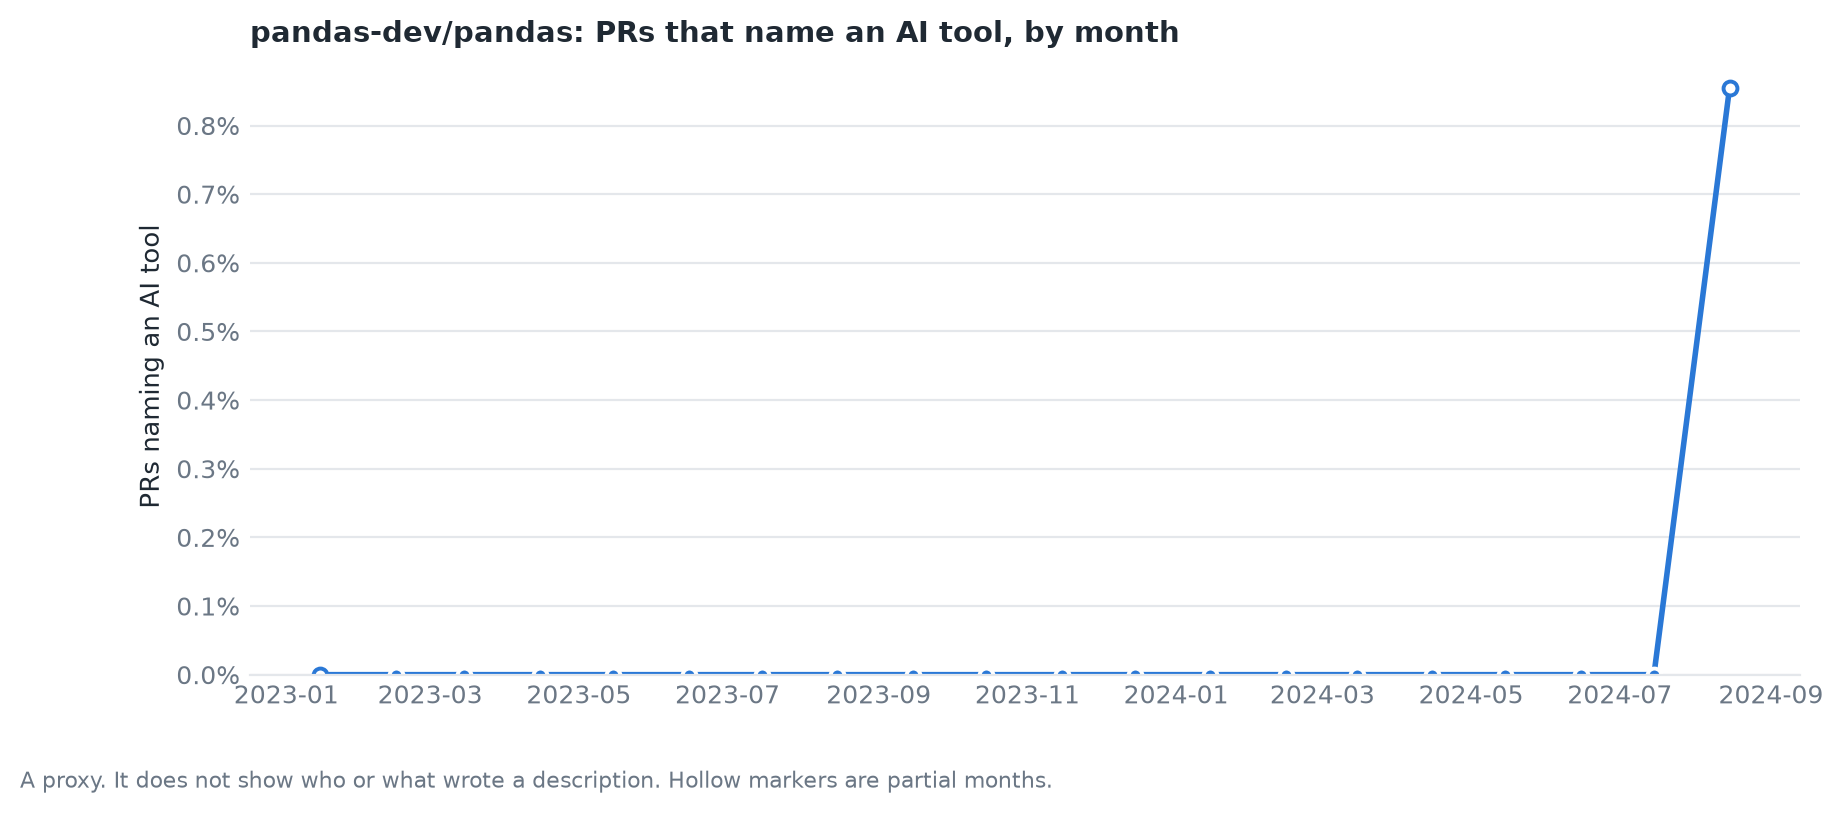 pandas-dev/pandas: PRs that name an AI tool, by month
PRs naming an AI tool
0.8%
0.7%
0.6%
0.5%
0.4%
0.3%
0.2%
0.1%
0.0%
2023-01 2023-03 2023-05 2023-07 2023-09 2023-11 2024-01 2024-03 2024-05 2024-07 2024-09
A proxy. It does not show who or what wrote a description. Hollow markers are partial months.